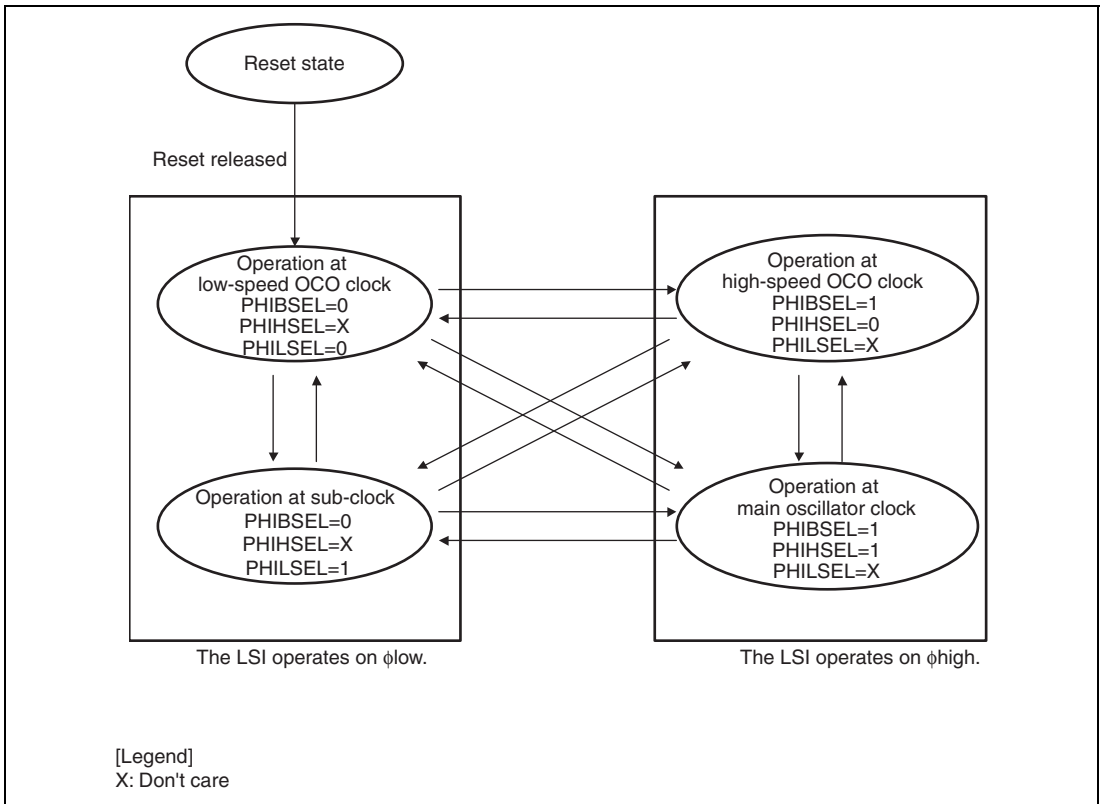 Reset state
Reset released
Operation at
low-speed OCO clock
PHIBSEL=0
PHIHSEL=X
PHILSEL=0
Operation at
high-speed OCO clock
PHIBSEL=1
PHIHSEL=0
PHILSEL=X
Operation at sub-clock
PHIBSEL=0
PHIHSEL=X
PHILSEL=1
Operation at
main oscillator clock
PHIBSEL=1
PHIHSEL=1
PHILSEL=X
The LSI operates on ϕlow.
The LSI operates on ϕhigh.
[Legend]
X: Don't care